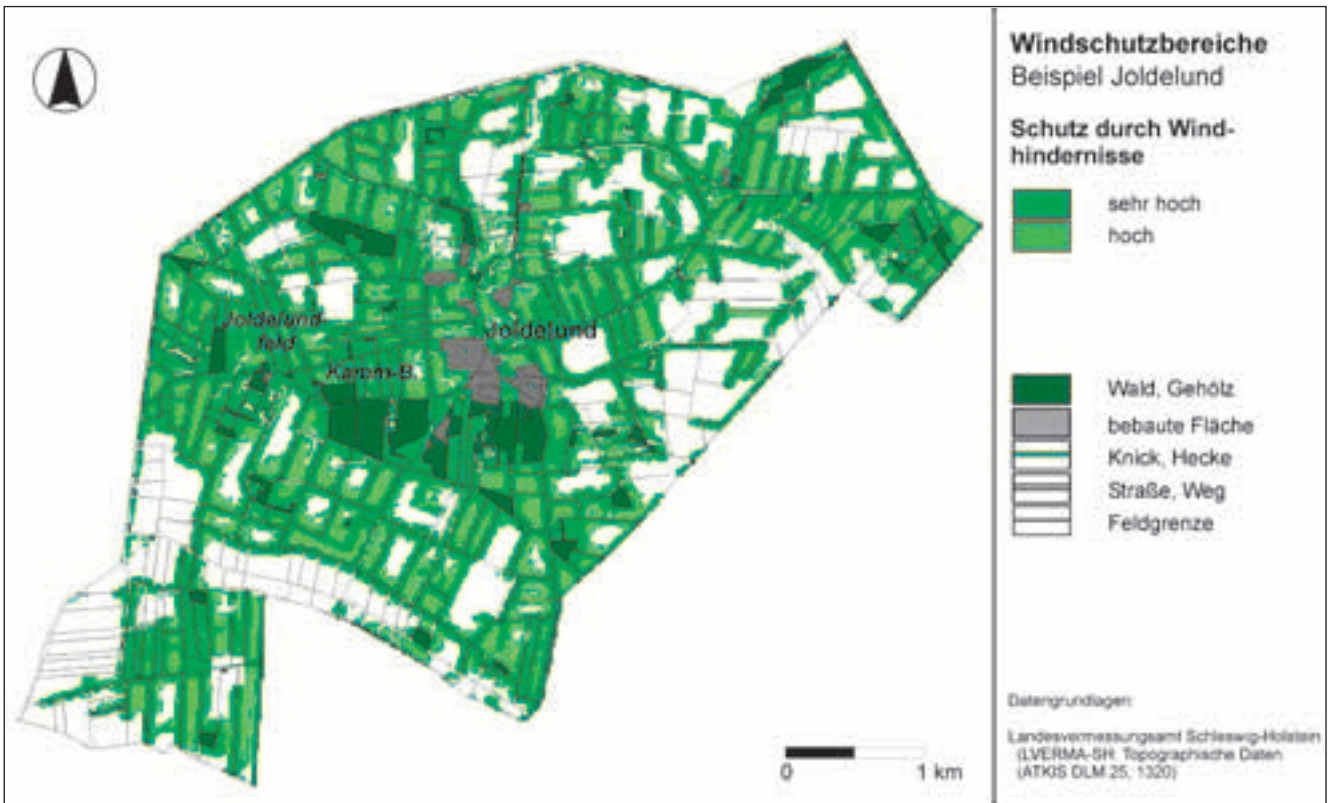 Windschutzbereiche
Beispiel Joldelund
Schutz durch Wind-
hindernisse
sehr hoch
hoch
Joldelund-
feld
Joldelund
Kamm-B.
Wald, Gehölz
bebaute Fläche
Knick, Hecke
Straße, Weg
Feldgrenze
Datengrundlagen:
Landesvermessungsamt Schleswig-Holstein
(LVERMA-SH: Topographische Daten
(ATKIS DLM 25, 1320)
0 1 km